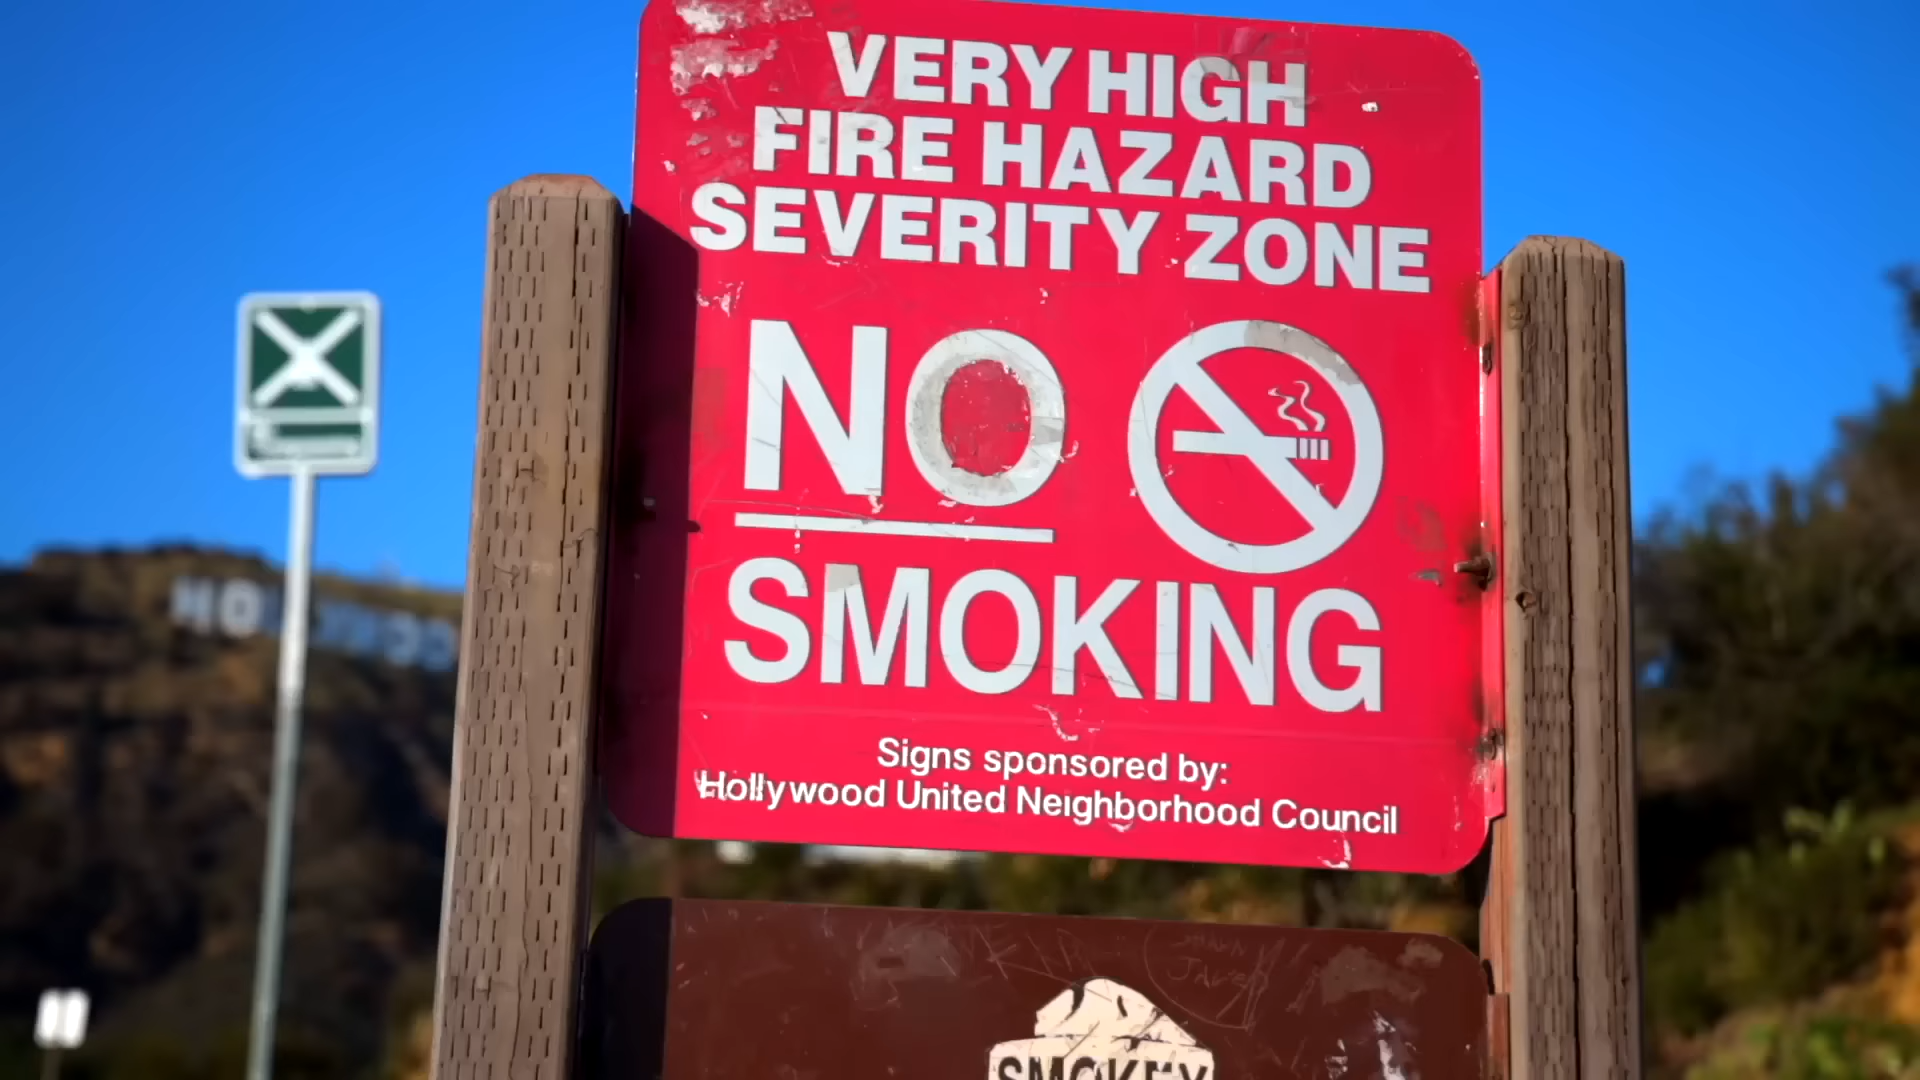 VERY HIGH
FIRE HAZARD
SEVERITY ZONE
NO
SMOKING
Signs sponsored by:
Hollywood United Neighborhood Council
SMOKEY